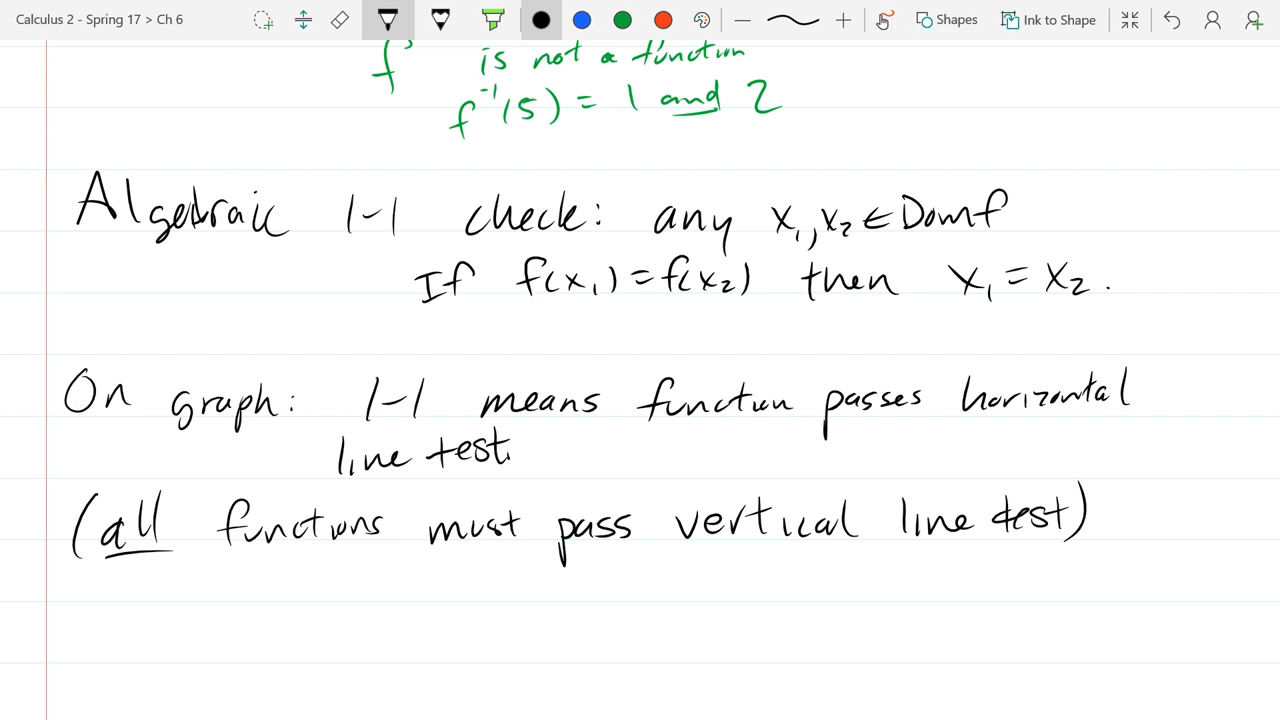 Calculus 2 - Spring 17 > Ch 6
Shapes
Ink to Shape
f is not a function
f⁻¹(5) = 1 and 2
Algebraic 1-1 check: any x₁, x₂ ∈ Dom f
If f(x₁) = f(x₂) then x₁ = x₂.
On graph: 1-1 means function passes horizontal
line test.
(all functions must pass vertical line test)